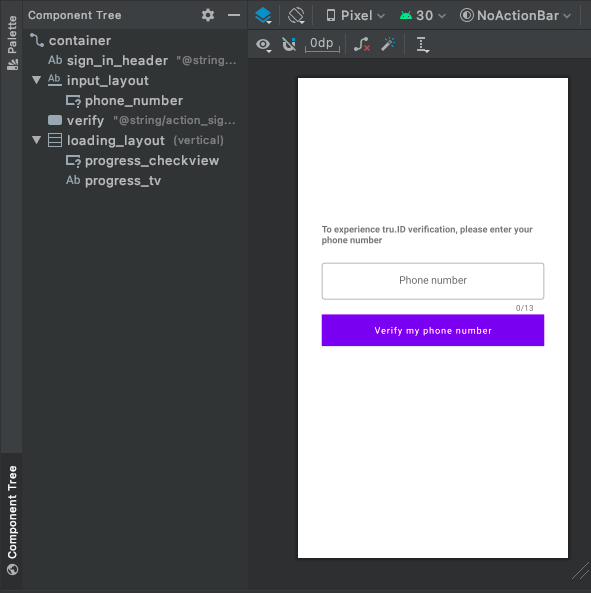 Palette
Component Tree
container
Ab sign_in_header "@string...
Ab input_layout
phone_number
verify "@string/action_sig...
loading_layout (vertical)
progress_checkview
Ab progress_tv
Component Tree
Pixel
30
NoActionBar
0dp
To experience tru.ID verification, please enter your
phone number
Phone number
0/13
Verify my phone number